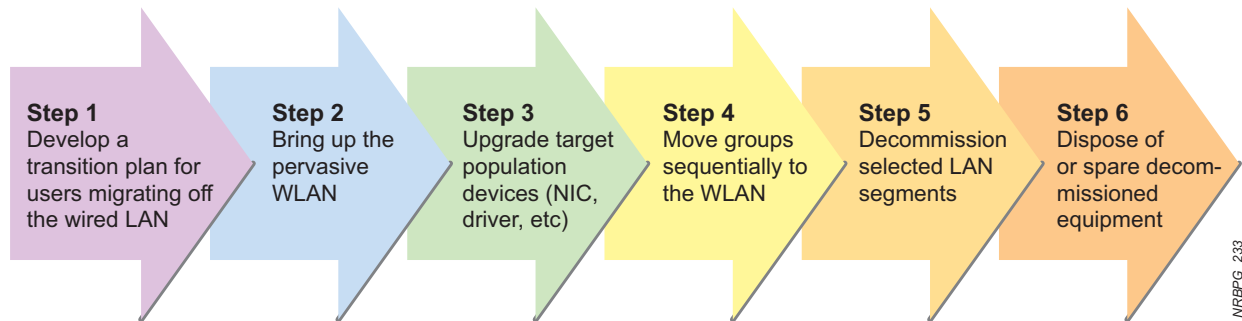 Step 1
Develop a
transition plan for
users migrating off
the wired LAN
Step 2
Bring up the
pervasive
WLAN
Step 3
Upgrade target
population
devices (NIC,
driver, etc)
Step 4
Move groups
sequentially to
the WLAN
Step 5
Decommission
selected LAN
segments
Step 6
Dispose of
or spare decom-
missioned
equipment
NRBPG_233